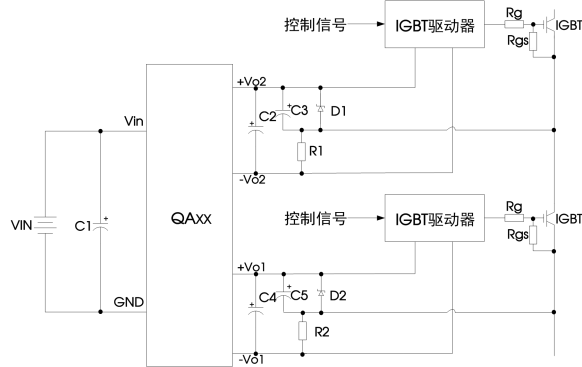 控制信号
IGBT驱动器
Rg
IGBT
Rgs
+Vo2
C2
C3
D1
R1
-Vo2
Vin
VIN
C1
QAxx
GND
控制信号
IGBT驱动器
Rg
IGBT
Rgs
+Vo1
C4
C5
D2
R2
-Vo1